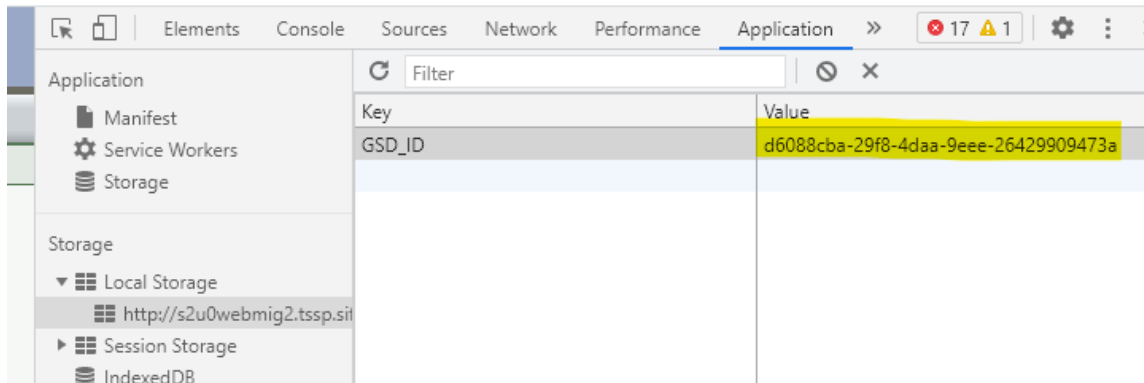 Elements Console Sources Network Performance Application » 17 1
Application
Manifest
Service Workers
Storage
Storage
Local Storage
http://s2u0webmig2.tssp.sit
Session Storage
IndexedDB
Filter
Key Value
GSD_ID d6088cba-29f8-4daa-9eee-26429909473a